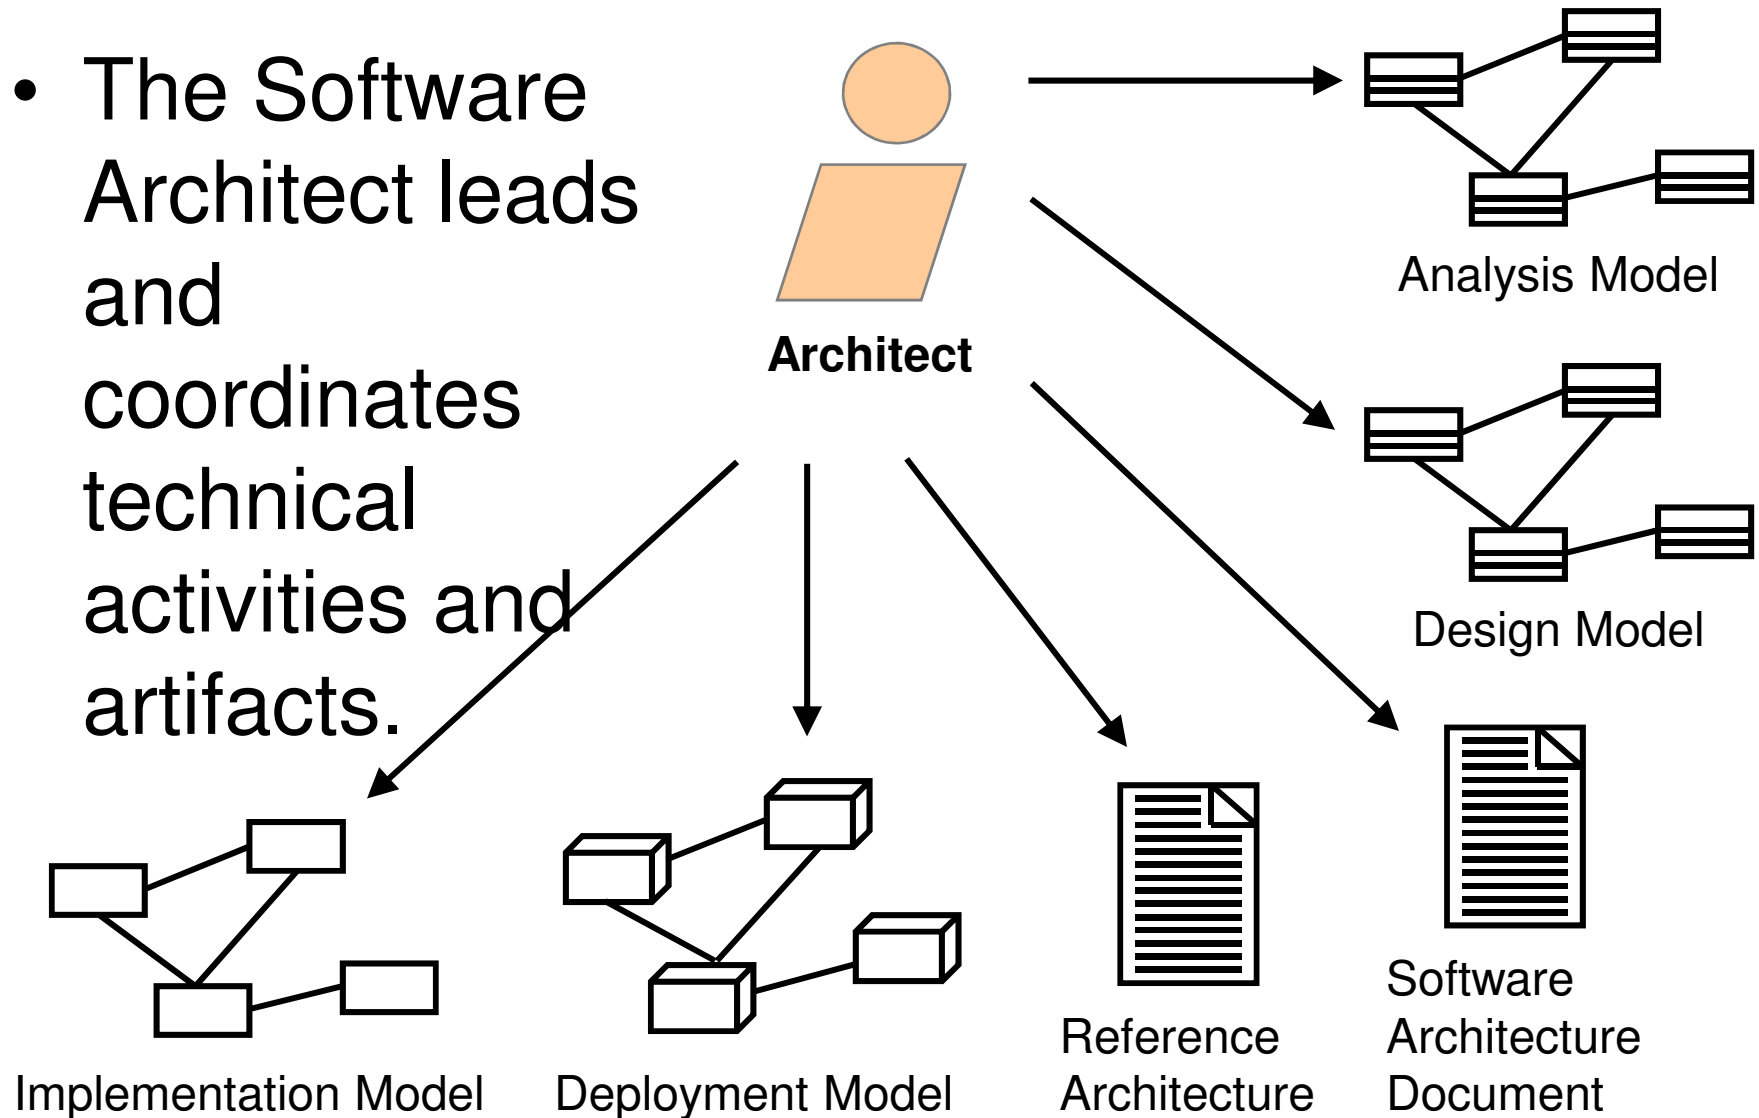 • The Software
Architect leads
and
coordinates
technical
activities and
artifacts.
Architect
Analysis Model
Design Model
Software
Architecture
Document
Reference
Architecture
Deployment Model
Implementation Model